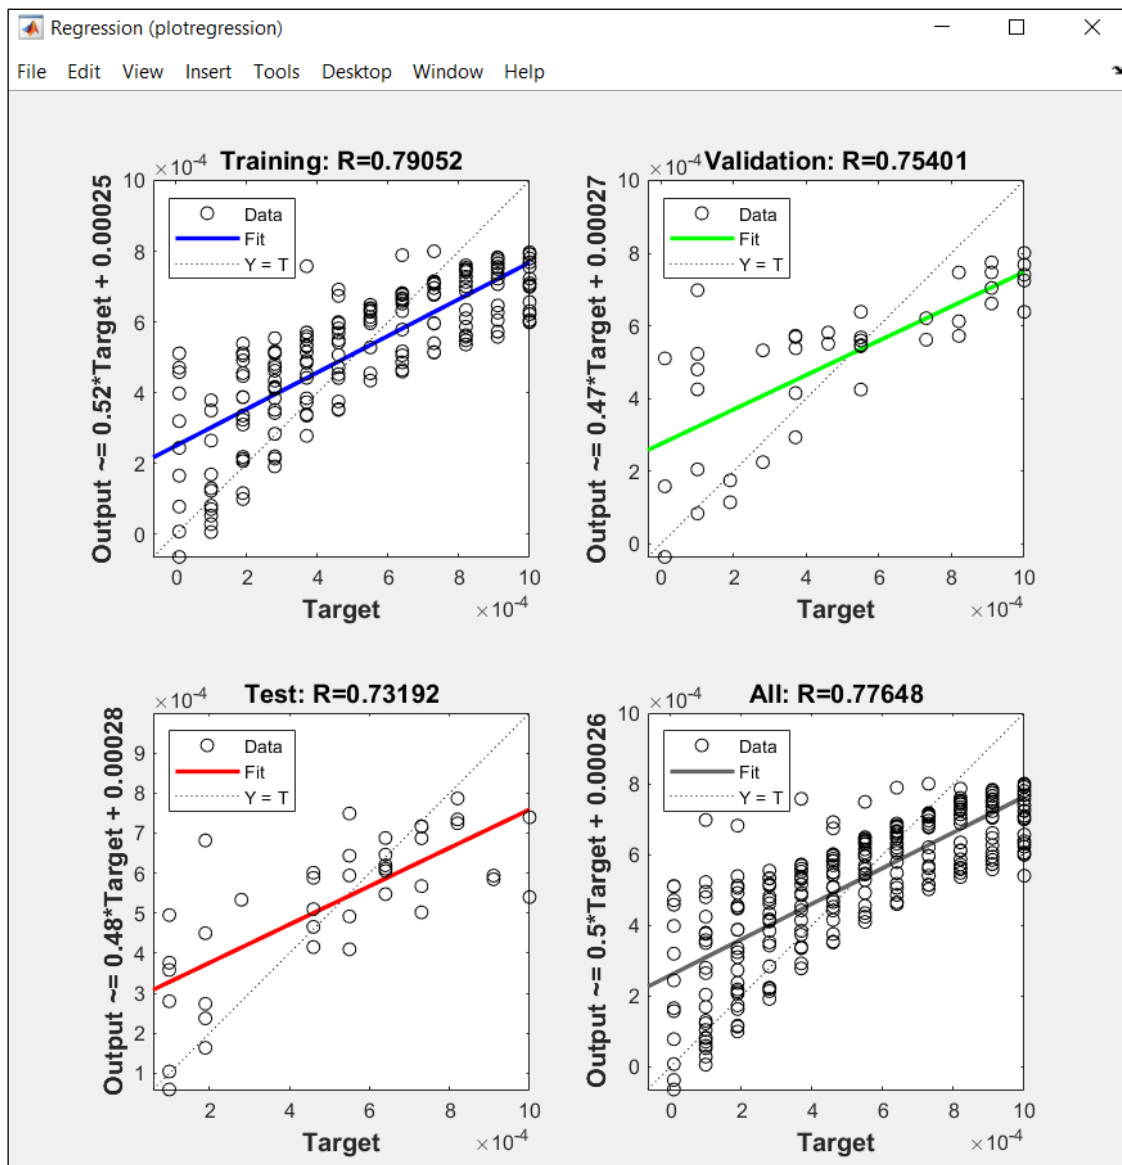 Regression (plotregression)
File Edit View Insert Tools Desktop Window Help
×10⁻⁴
Training: R=0.79052
Output ~= 0.52*Target + 0.00025
10
8
6
4
2
0
Data
Fit
Y = T
0 2 4 6 8 10
Target
×10⁻⁴
×10⁻⁴
Validation: R=0.75401
Output ~= 0.47*Target + 0.00027
10
8
6
4
2
0
Data
Fit
Y = T
0 2 4 6 8 10
Target
×10⁻⁴
×10⁻⁴
Test: R=0.73192
Output ~= 0.48*Target + 0.00028
9
8
7
6
5
4
3
2
1
Data
Fit
Y = T
2 4 6 8 10
Target
×10⁻⁴
×10⁻⁴
All: R=0.77648
Output ~= 0.5*Target + 0.00026
10
8
6
4
2
0
Data
Fit
Y = T
0 2 4 6 8 10
Target
×10⁻⁴